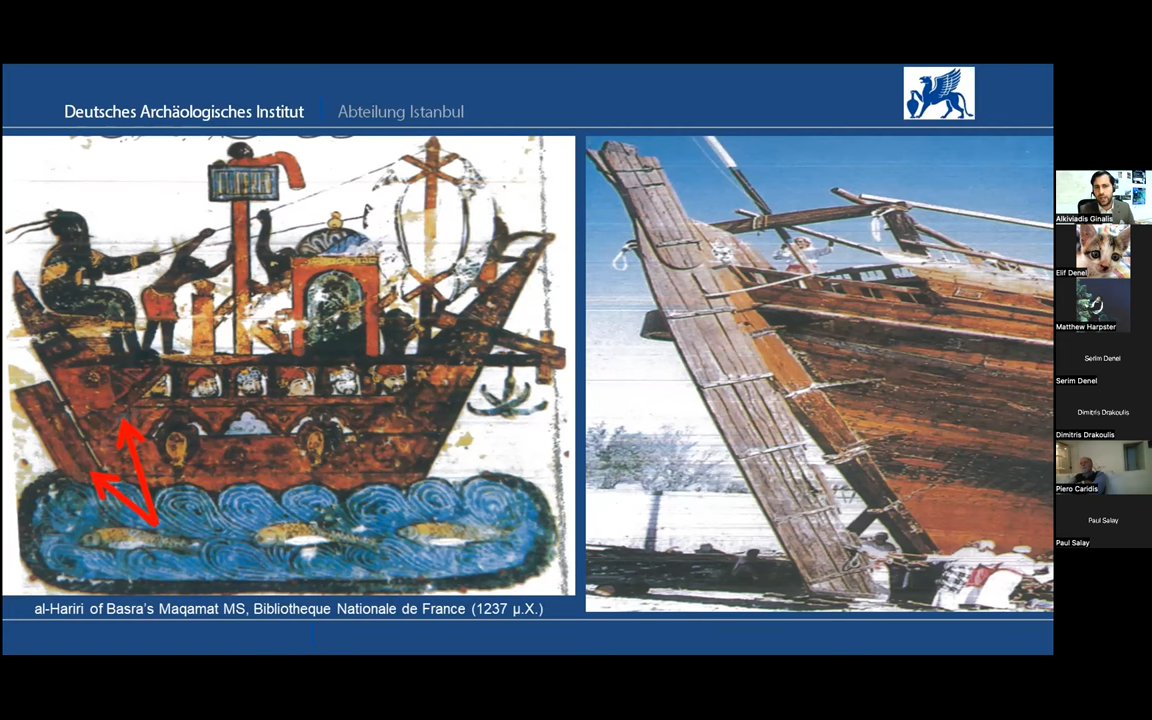 Deutsches Archäologisches Institut Abteilung Istanbul
al-Hariri of Basra's Maqamat MS, Bibliotheque Nationale de France (1237 μ.Χ.)
Alkiviadis Ginalis
Elif Denel
Matthew Harpster
Serim Denel
Serim Denel
Dimitris Drakoulis
Dimitris Drakoulis
Piero Caridis
Paul Salay
Paul Salay